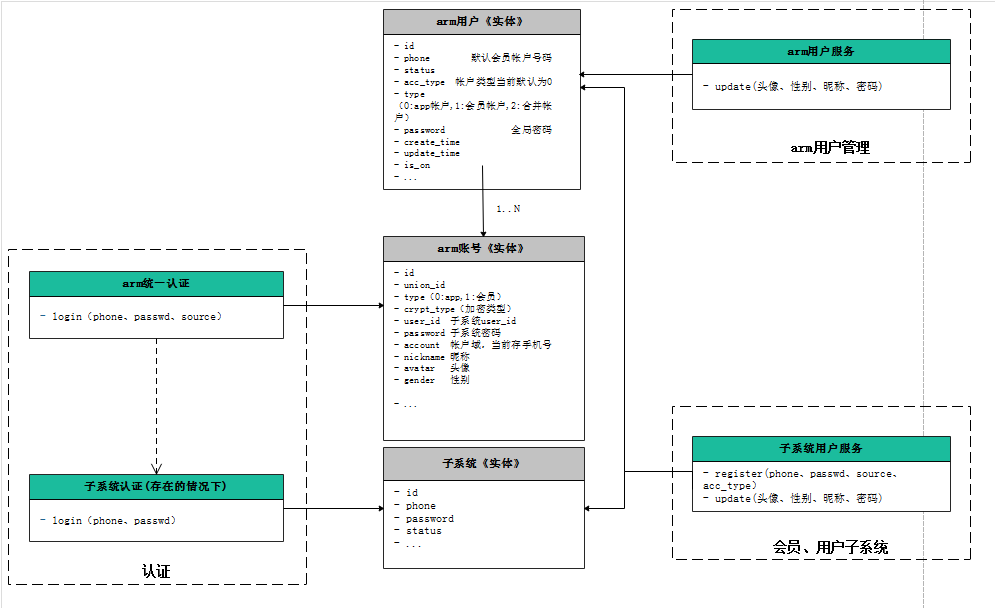 arm用户《实体》
- id
- phone 默认会员帐户号码
- status
- acc_type 帐户类型当前默认为0
- type
（0:app帐户,1:会员帐户,2:合并帐
户）
- password 全局密码
- create_time
- update_time
- is_on
- ...
1..N
arm用户服务
- update(头像、性别、昵称、密码)
arm用户管理
arm统一认证
- login（phone、passwd、source）
子系统认证(存在的情况下)
- login（phone、passwd）
认证
arm账号《实体》
- id
- union_id
- type（0:app,1:会员）
- crypt_type（加密类型）
- user_id 子系统user_id
- password 子系统密码
- account 帐户域，当前存手机号
- nickname 昵称
- avatar 头像
- gender 性别
- ...
子系统《实体》
- id
- phone
- password
- status
- ...
子系统用户服务
- register(phone、passwd、source、
acc_type）
- update(头像、性别、昵称、密码)
会员、用户子系统